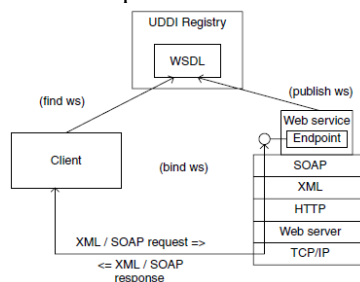 UDDI Registry
WSDL
(find ws)
(publish ws)
Web service
Endpoint
Client
(bind ws)
SOAP
XML
HTTP
Web server
TCP/IP
XML / SOAP request =>
<= XML / SOAP
response